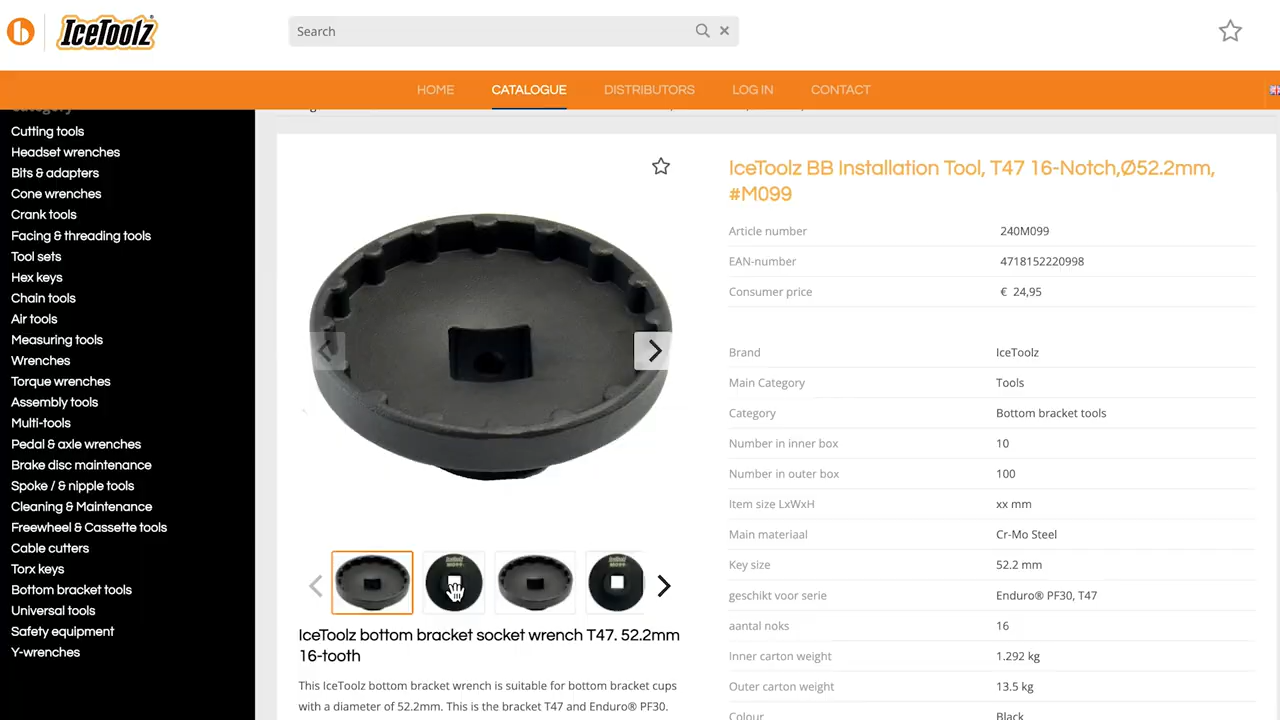 IceToolz
Search
HOME
CATALOGUE
DISTRIBUTORS
LOG IN
CONTACT
Category
Cutting tools
Headset wrenches
Bits & adapters
Cone wrenches
Crank tools
Facing & threading tools
Tool sets
Hex keys
Chain tools
Air tools
Measuring tools
Wrenches
Torque wrenches
Assembly tools
Multi-tools
Pedal & axle wrenches
Brake disc maintenance
Spoke / & nipple tools
Cleaning & Maintenance
Freewheel & Cassette tools
Cable cutters
Torx keys
Bottom bracket tools
Universal tools
Safety equipment
Y-wrenches
IceToolz bottom bracket socket wrench T47. 52.2mm
16-tooth
This IceToolz bottom bracket wrench is suitable for bottom bracket cups
with a diameter of 52.2mm. This is the bracket T47 and Enduro® PF30.
IceToolz BB Installation Tool, T47 16-Notch,Ø52.2mm,
#M099
Article number 240M099
EAN-number 4718152220998
Consumer price € 24,95
Brand IceToolz
Main Category Tools
Category Bottom bracket tools
Number in inner box 10
Number in outer box 100
Item size LxWxH xx mm
Main materiaal Cr-Mo Steel
Key size 52.2 mm
geschikt voor serie Enduro® PF30, T47
aantal noks 16
Inner carton weight 1.292 kg
Outer carton weight 13.5 kg
Colour Black